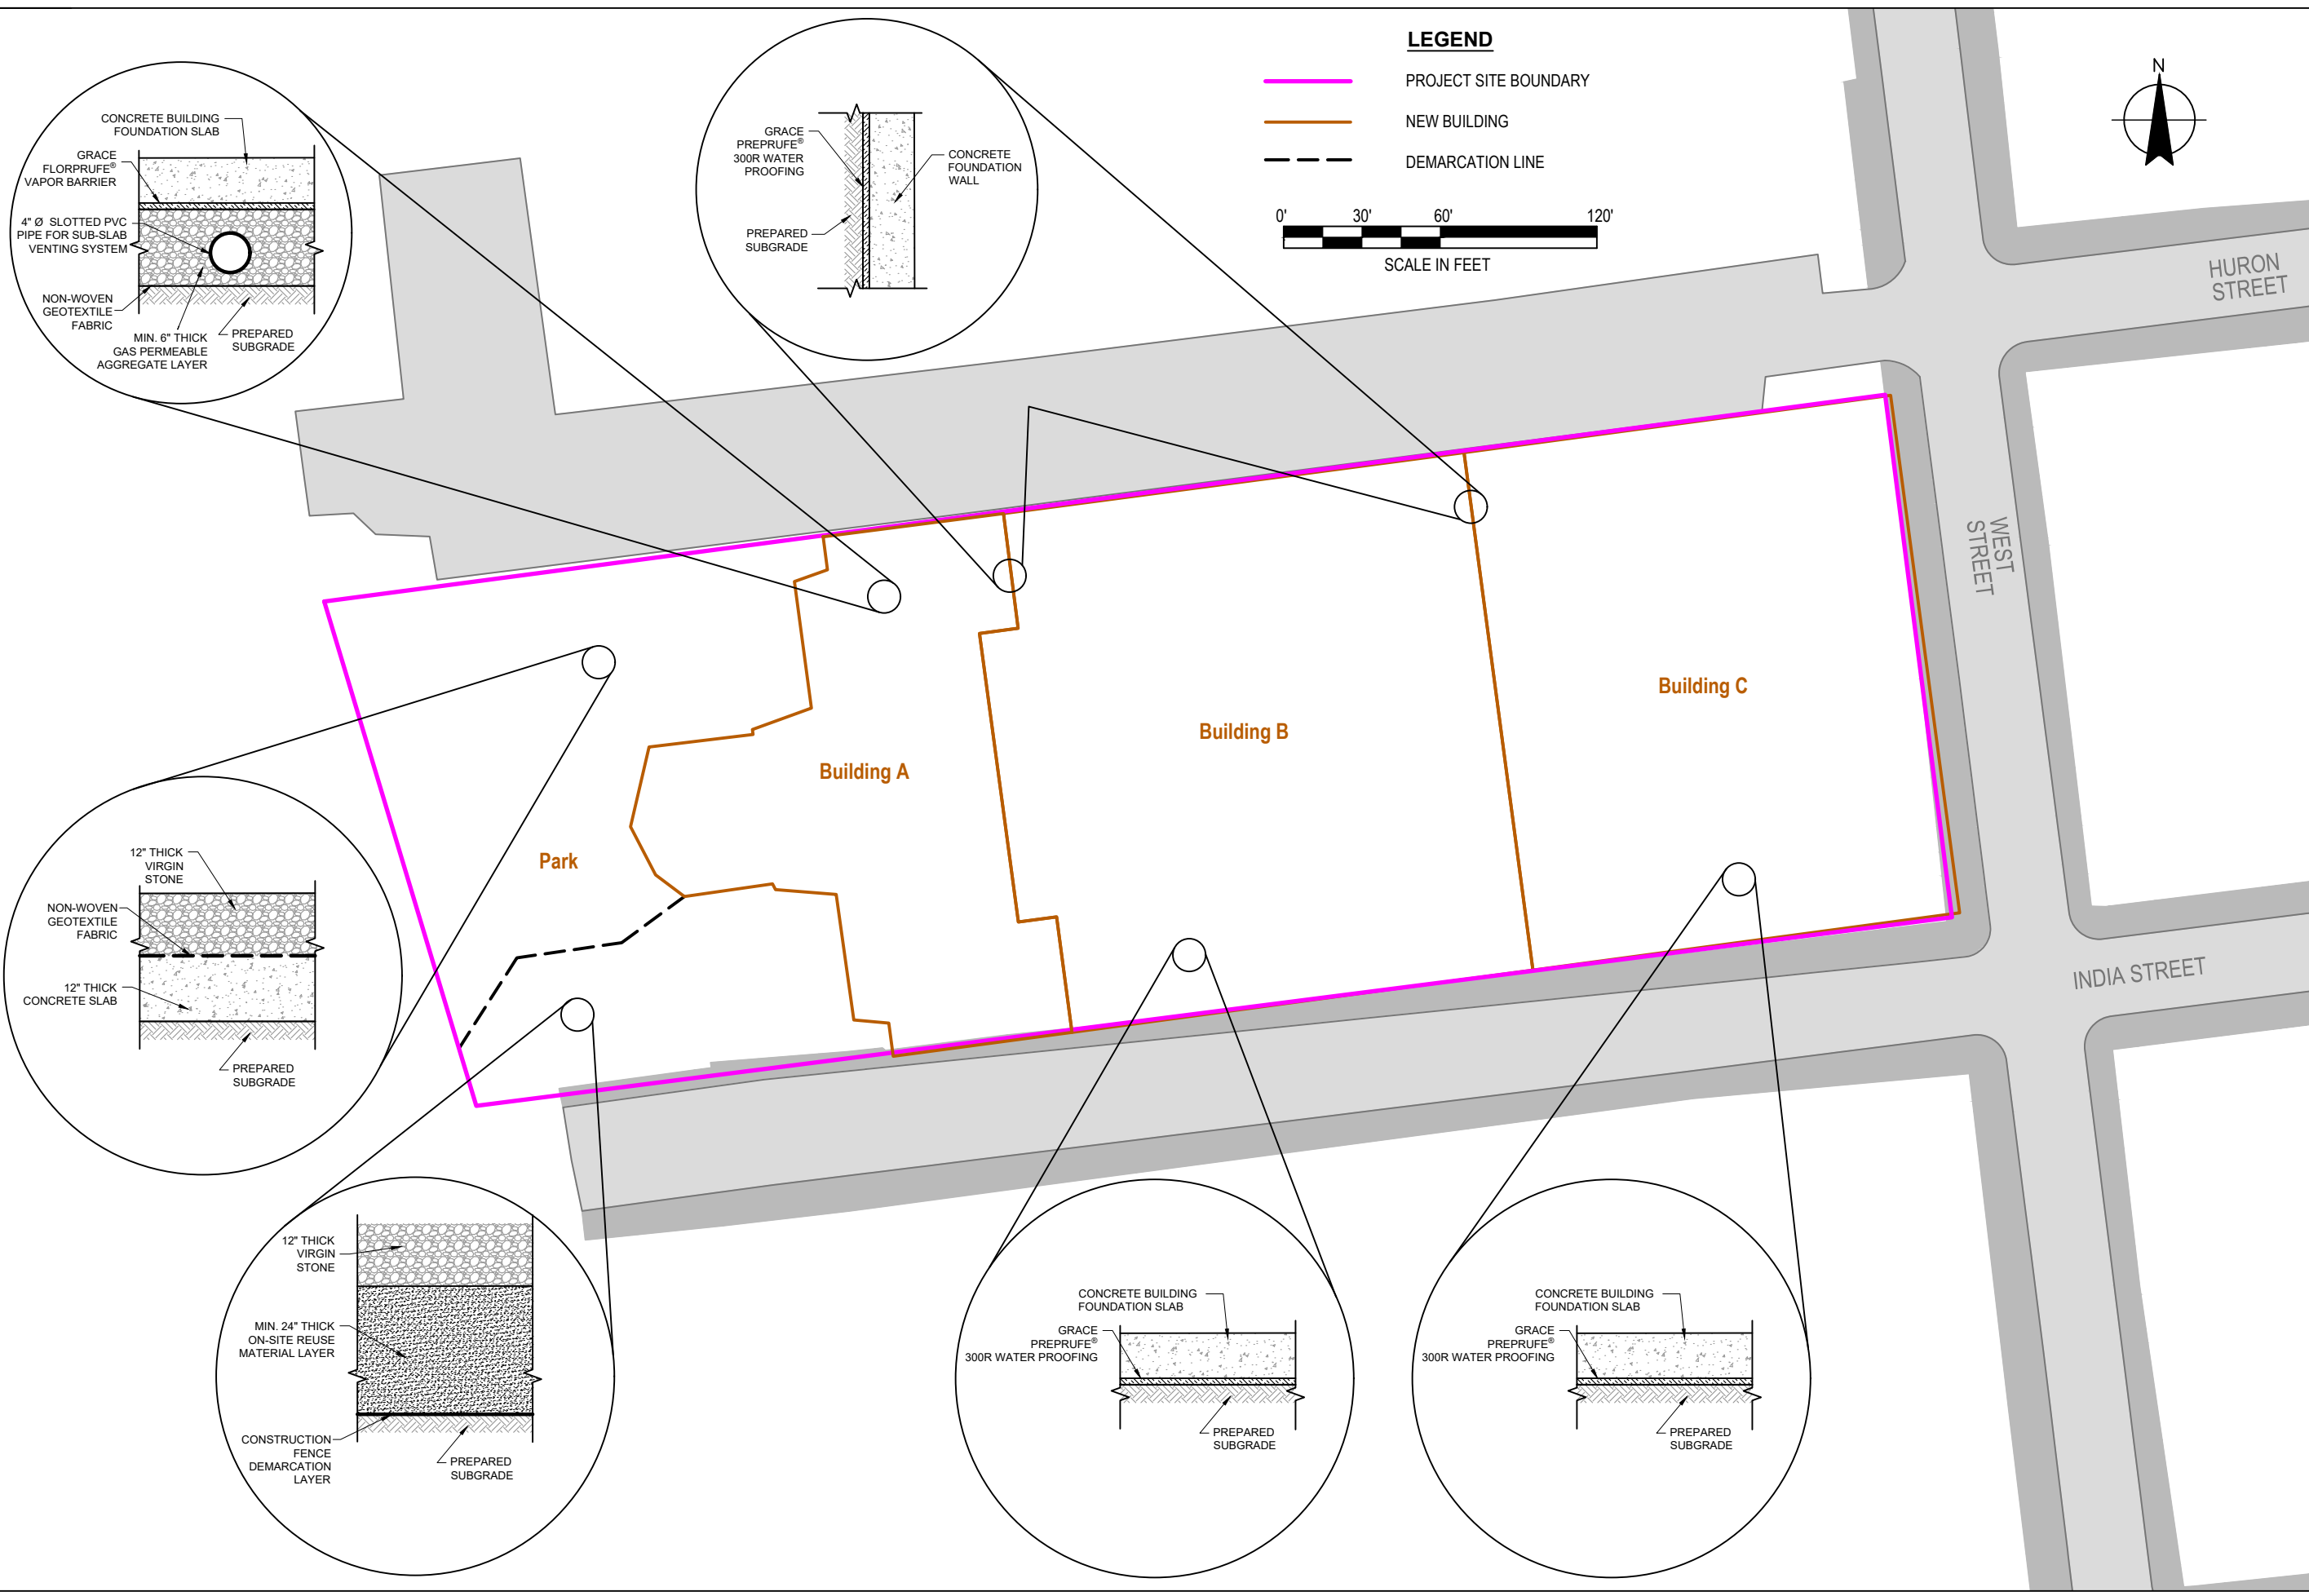 LEGEND
PROJECT SITE BOUNDARY
NEW BUILDING
DEMARCATION LINE
0' 30' 60' 120'
SCALE IN FEET
N
CONCRETE BUILDING
FOUNDATION SLAB
GRACE
FLORPRUFE®
VAPOR BARRIER
4" Ø SLOTTED PVC
PIPE FOR SUB-SLAB
VENTING SYSTEM
NON-WOVEN
GEOTEXTILE
FABRIC
MIN. 6" THICK
GAS PERMEABLE
AGGREGATE LAYER
PREPARED
SUBGRADE
GRACE
PREPRUFE®
300R WATER
PROOFING
CONCRETE
FOUNDATION
WALL
PREPARED
SUBGRADE
HURON
STREET
WEST
STREET
INDIA STREET
Building C
Building B
Building A
Park
12" THICK
VIRGIN
STONE
NON-WOVEN
GEOTEXTILE
FABRIC
12" THICK
CONCRETE SLAB
PREPARED
SUBGRADE
12" THICK
VIRGIN
STONE
MIN. 24" THICK
ON-SITE REUSE
MATERIAL LAYER
CONSTRUCTION
FENCE
DEMARCATION
LAYER
PREPARED
SUBGRADE
CONCRETE BUILDING
FOUNDATION SLAB
GRACE
PREPRUFE®
300R WATER PROOFING
PREPARED
SUBGRADE
CONCRETE BUILDING
FOUNDATION SLAB
GRACE
PREPRUFE®
300R WATER PROOFING
PREPARED
SUBGRADE